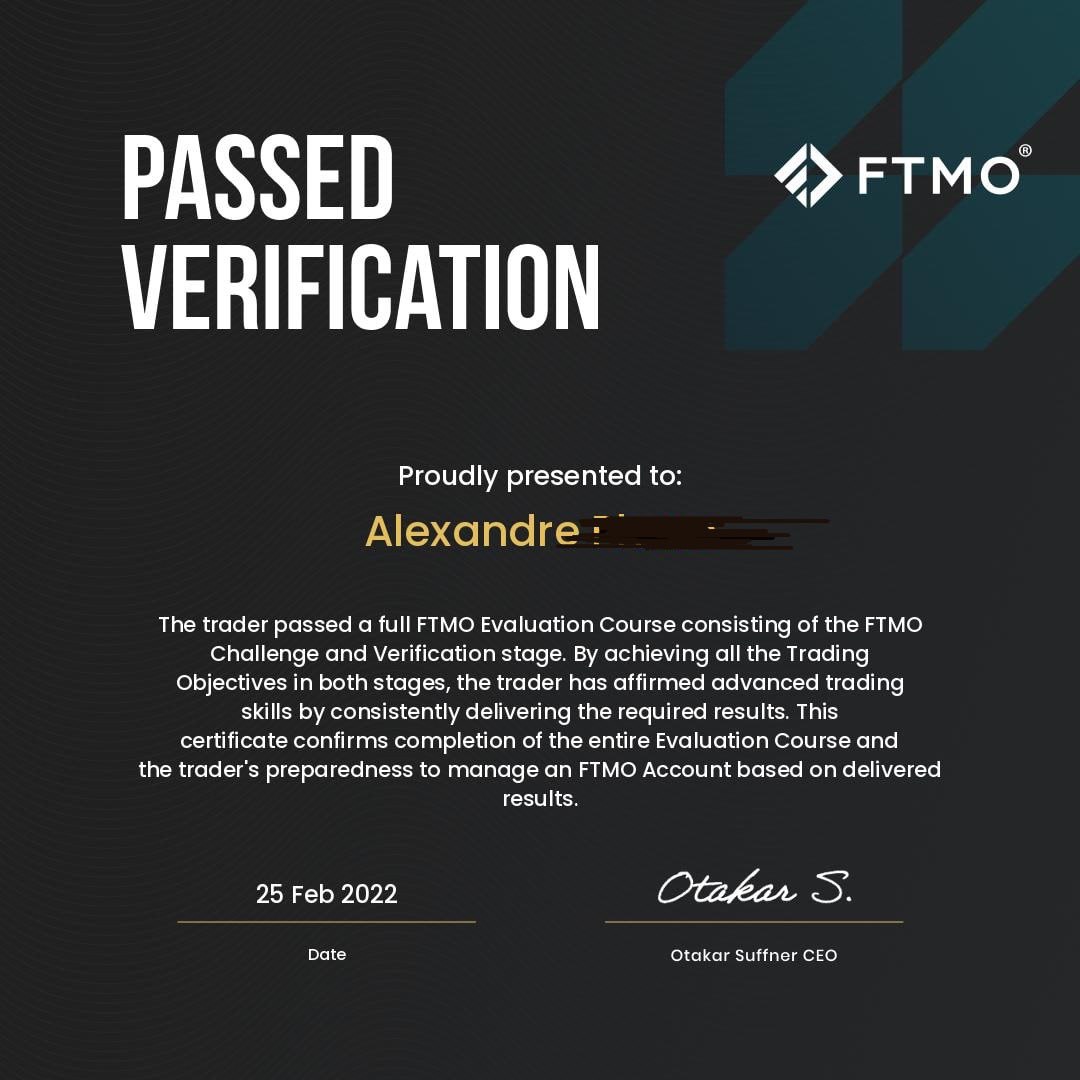 PASSED
VERIFICATION
FTMO®
Proudly presented to:
Alexandre
The trader passed a full FTMO Evaluation Course consisting of the FTMO
Challenge and Verification stage. By achieving all the Trading
Objectives in both stages, the trader has affirmed advanced trading
skills by consistently delivering the required results. This
certificate confirms completion of the entire Evaluation Course and
the trader's preparedness to manage an FTMO Account based on delivered
results.
25 Feb 2022
Otakar S.
Date
Otakar Suffner CEO